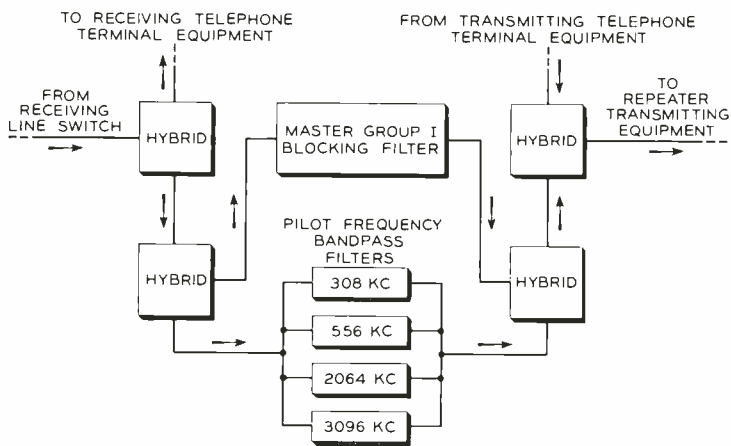 TO RECEIVING TELEPHONE
TERMINAL EQUIPMENT
FROM TRANSMITTING TELEPHONE
TERMINAL EQUIPMENT
FROM
RECEIVING
LINE SWITCH
HYBRID
MASTER GROUP I
BLOCKING FILTER
HYBRID
TO
REPEATER
TRANSMITTING
EQUIPMENT
HYBRID
PILOT FREQUENCY
BANDPASS
FILTERS
HYBRID
308 KC
556 KC
2064 KC
3096 KC